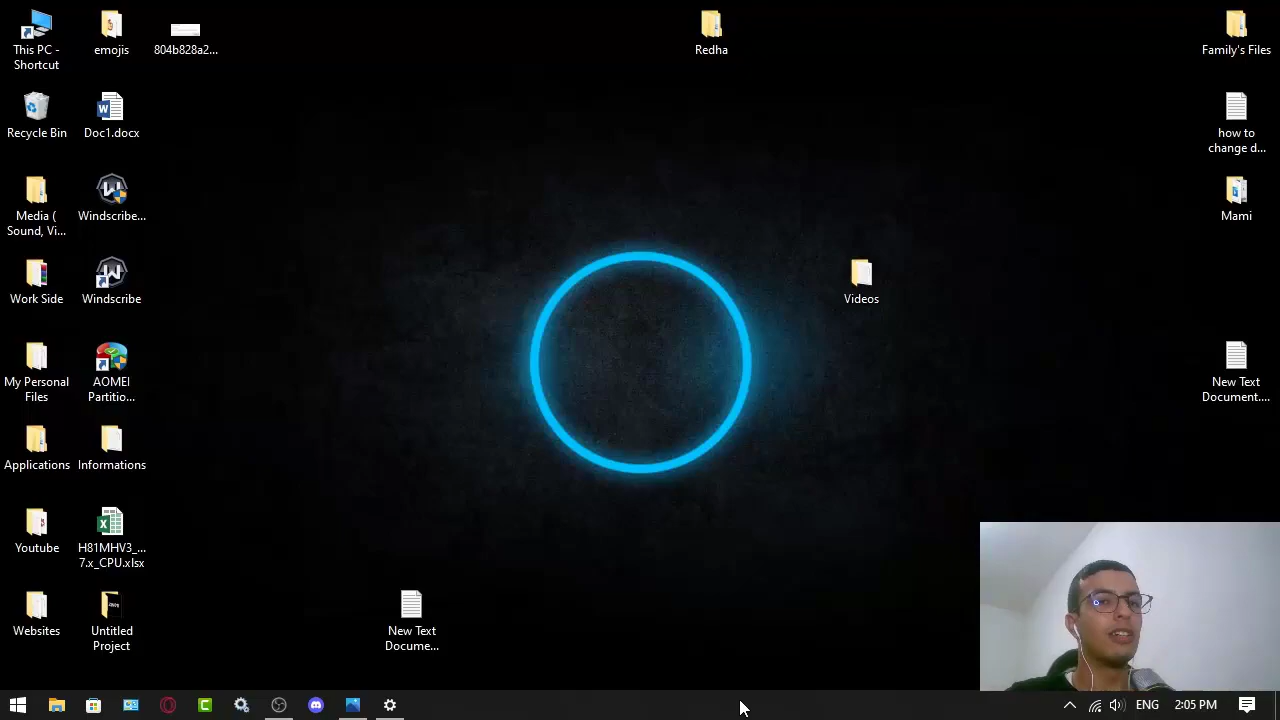 This PC -
Shortcut
emojis
804b828a2...
Redha
Family's Files
Recycle Bin
Doc1.docx
how to
change d...
Media (
Sound, Vi...
Windscribe...
Mami
Work Side
Windscribe
Videos
My Personal
Files
AOMEI
Partitio...
New Text
Document....
Applications
Informations
Youtube
H81MHV3_...
7.x_CPU.xlsx
Websites
Untitled
Project
New Text
Docume...
ENG
2:05 PM